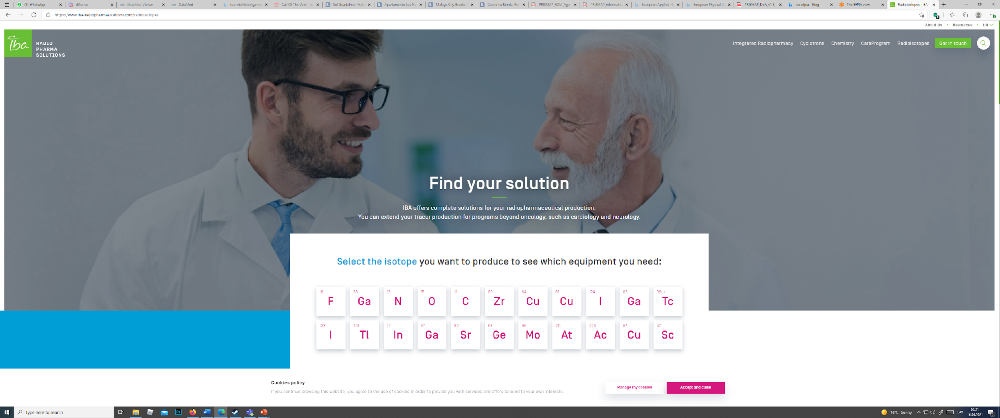 (2) WhatsApp
d3serve
DataMed Viewer
DataMed
top wishlisted games
Call Of The Void - itc
Sol Guadalmar, Mala
Apartamento Los Na
Malaga City Breaks,
Catalonia Ronda, Ro
PRISMAP_KOM_Age
PRISMAP_informatic
European Applied N
European Physical So
PRISMAP_DoA_v1.3_
iba efpia - Bing
The EFPIA view
Radioisotopes | IBA
https://www.iba-radiopharmasolutions.com/radioisotopes
About Us • Resources • EN
iba
RADIO
PHARMA
SOLUTIONS
Integrated Radiopharmacy Cyclotrons Chemistry CareProgram Radioisotopes Get in touch
Find your solution
IBA offers complete solutions for your radiopharmaceutical production.
You can extend your tracer production for programs beyond oncology, such as cardiology and neurology.
Select the isotope you want to produce to see which equipment you need:
18 68 13 15 11 89 64 61 124 66 99m
F Ga N O C Zr Cu Cu I Ga Tc
123 201 111 67 82 68 99 211 225 67 47
I Tl In Ga Sr Ge Mo At Ac Cu Sc
Cookies policy
If you continue browsing this website, you agree to the use of cookies in order to provide you with services and offers tailored to your own interests.
Manage my cookies
Accept and close
Type here to search
16°C Sunny
LAV
00:21
16.06.2021